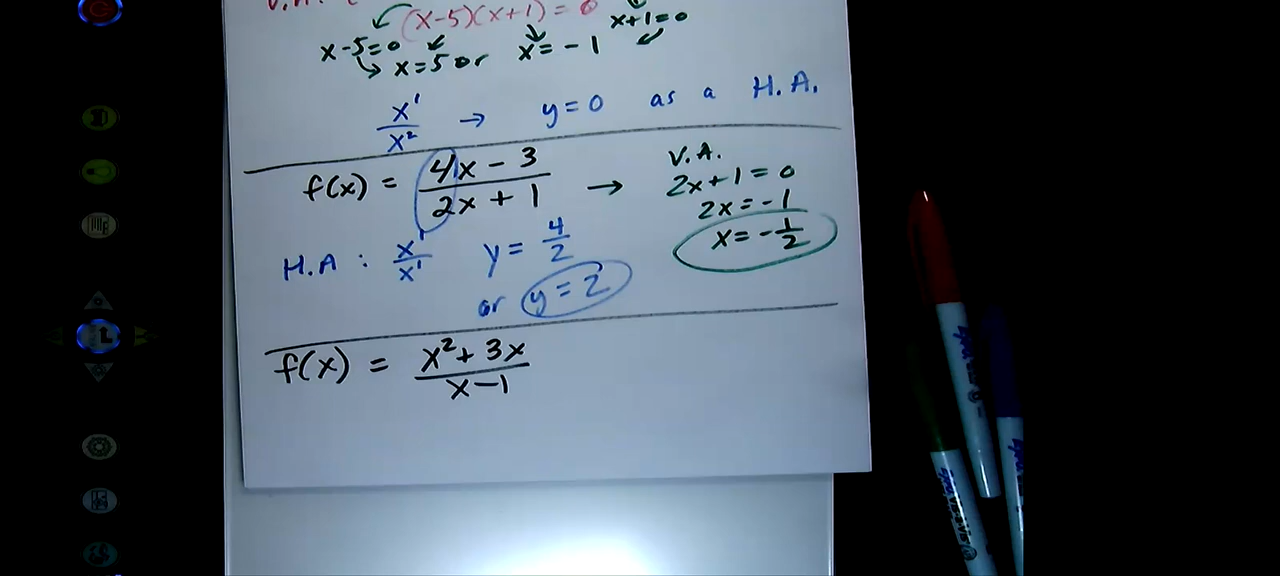 V.A.
(x-5)(x+1) = 0
x-5=0 x+1=0
x=5 or x=-1
x¹/x² → y=0 as a H.A.
f(x) = (4x - 3)/(2x + 1) →
V.A.
2x+1=0
2x=-1
x=-1/2
H.A : x¹/x¹ y= 4/2
or y=2
f(x) = (x²+3x)/(x-1)